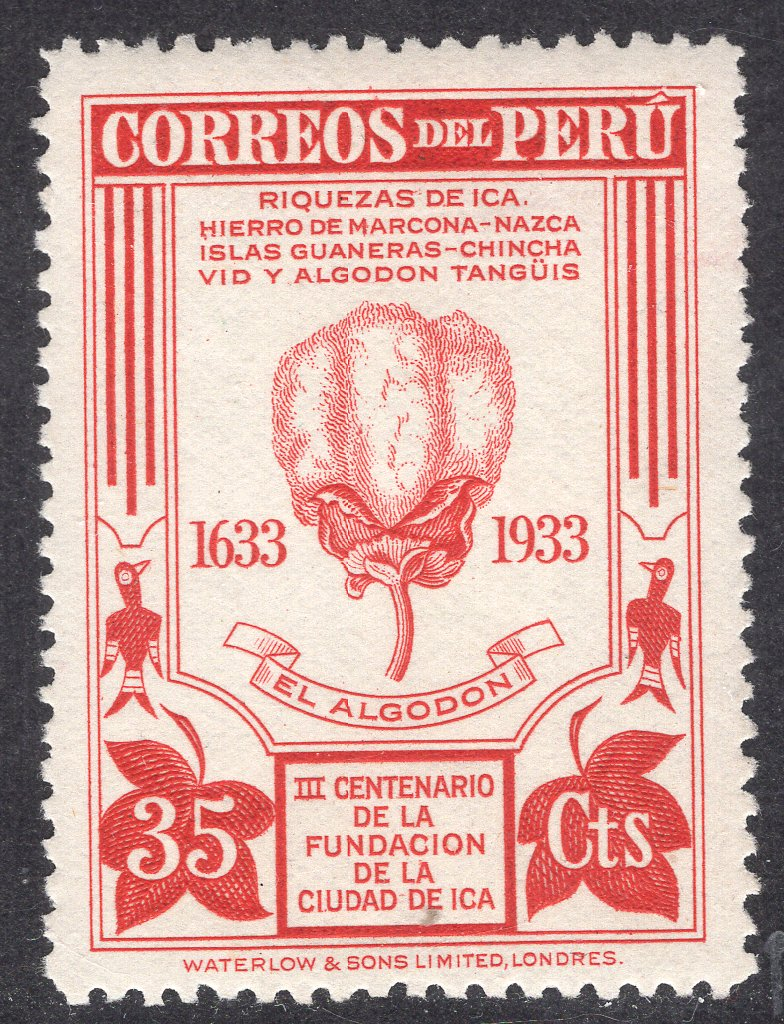 CORREOS DEL PERÚ
RIQUEZAS DE ICA.
HIERRO DE MARCONA-NAZCA
ISLAS GUANERAS-CHINCHA
VID Y ALGODON TANGÜIS
1633 1933
EL ALGODON
III CENTENARIO
DE LA
FUNDACION
DE LA
CIUDAD DE ICA
35 Cts
WATERLOW & SONS LIMITED, LONDRES.